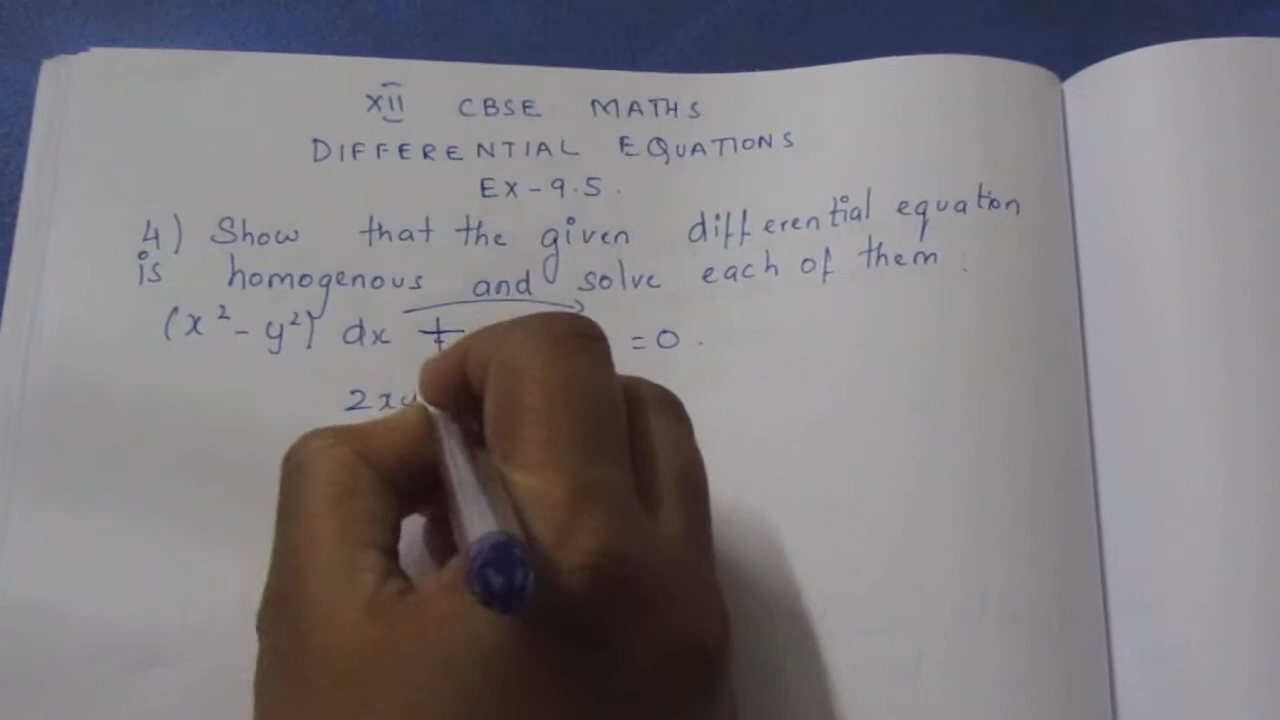 XII CBSE MATHS
DIFFERENTIAL EQUATIONS
EX-9.5.
4) Show that the given differential equation
is homogenous and solve each of them.
(x²-y²) dx + =0.
2xy